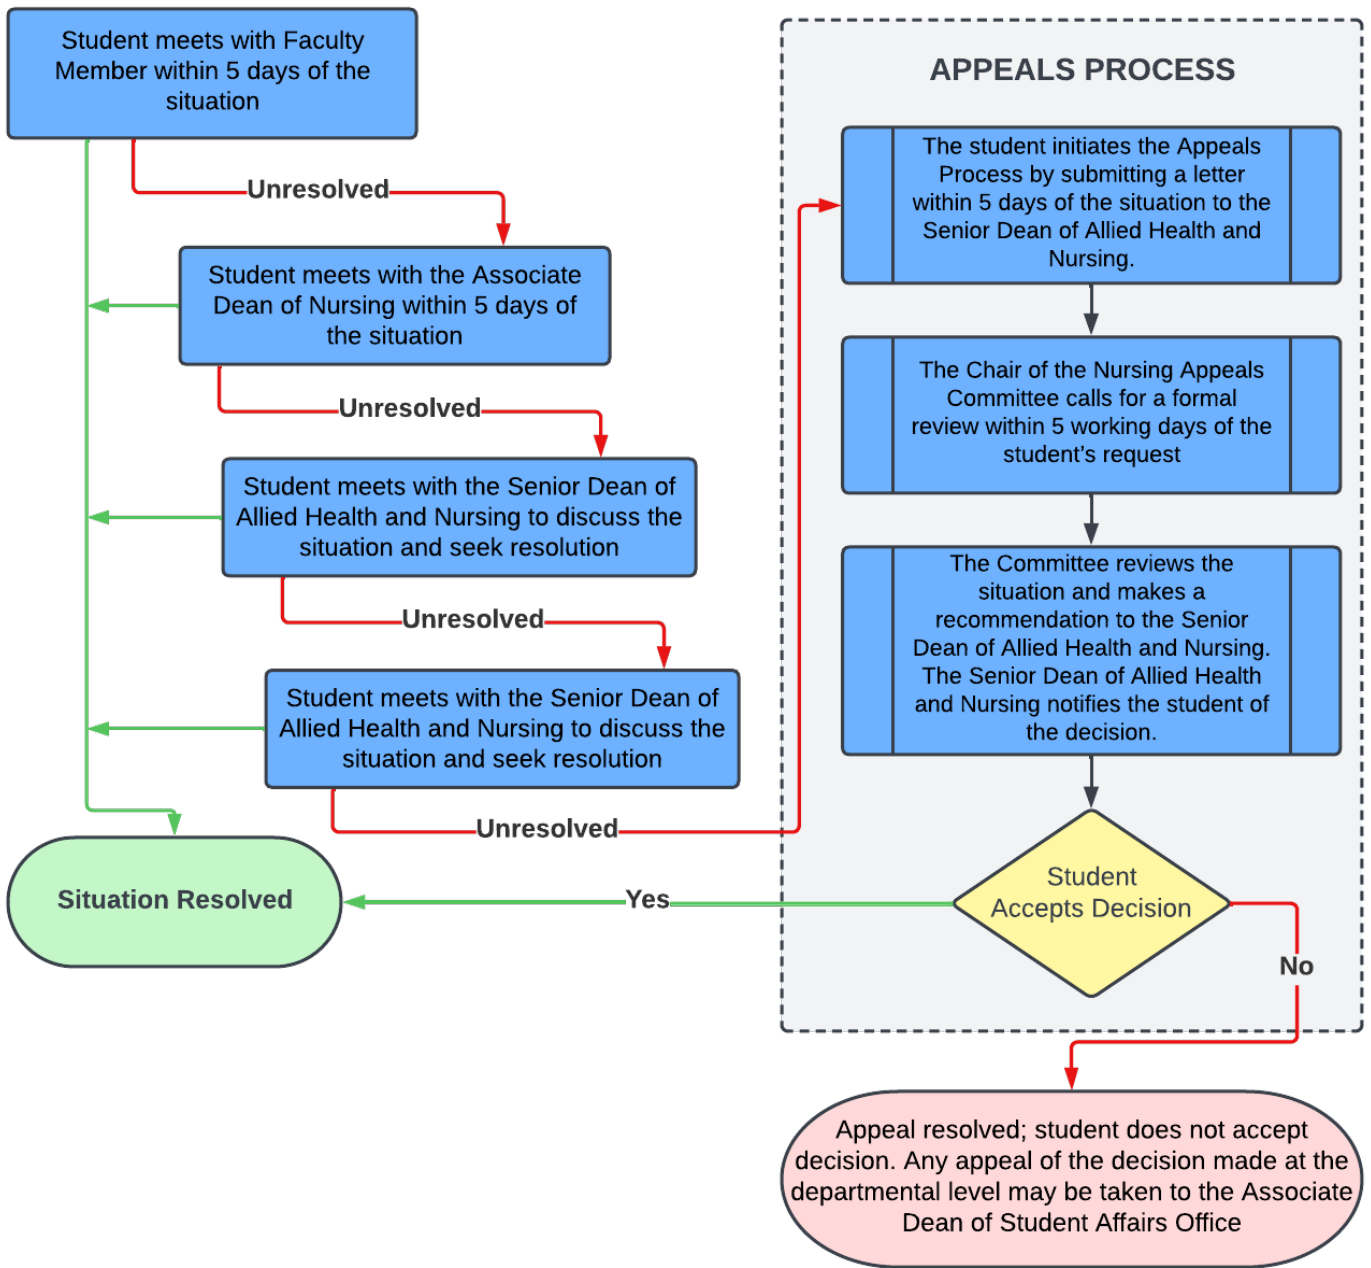 Student meets with Faculty
Member within 5 days of the
situation
Unresolved
Student meets with the Associate
Dean of Nursing within 5 days of
the situation
Unresolved
Student meets with the Senior Dean of
Allied Health and Nursing to discuss the
situation and seek resolution
Unresolved
Student meets with the Senior Dean of
Allied Health and Nursing to discuss the
situation and seek resolution
Unresolved
APPEALS PROCESS
The student initiates the Appeals
Process by submitting a letter
within 5 days of the situation to the
Senior Dean of Allied Health and
Nursing.
The Chair of the Nursing Appeals
Committee calls for a formal
review within 5 working days of the
student's request
The Committee reviews the
situation and makes a
recommendation to the Senior
Dean of Allied Health and Nursing.
The Senior Dean of Allied Health
and Nursing notifies the student of
the decision.
Student
Accepts Decision
Yes
Situation Resolved
No
Appeal resolved; student does not accept
decision. Any appeal of the decision made at the
departmental level may be taken to the Associate
Dean of Student Affairs Office